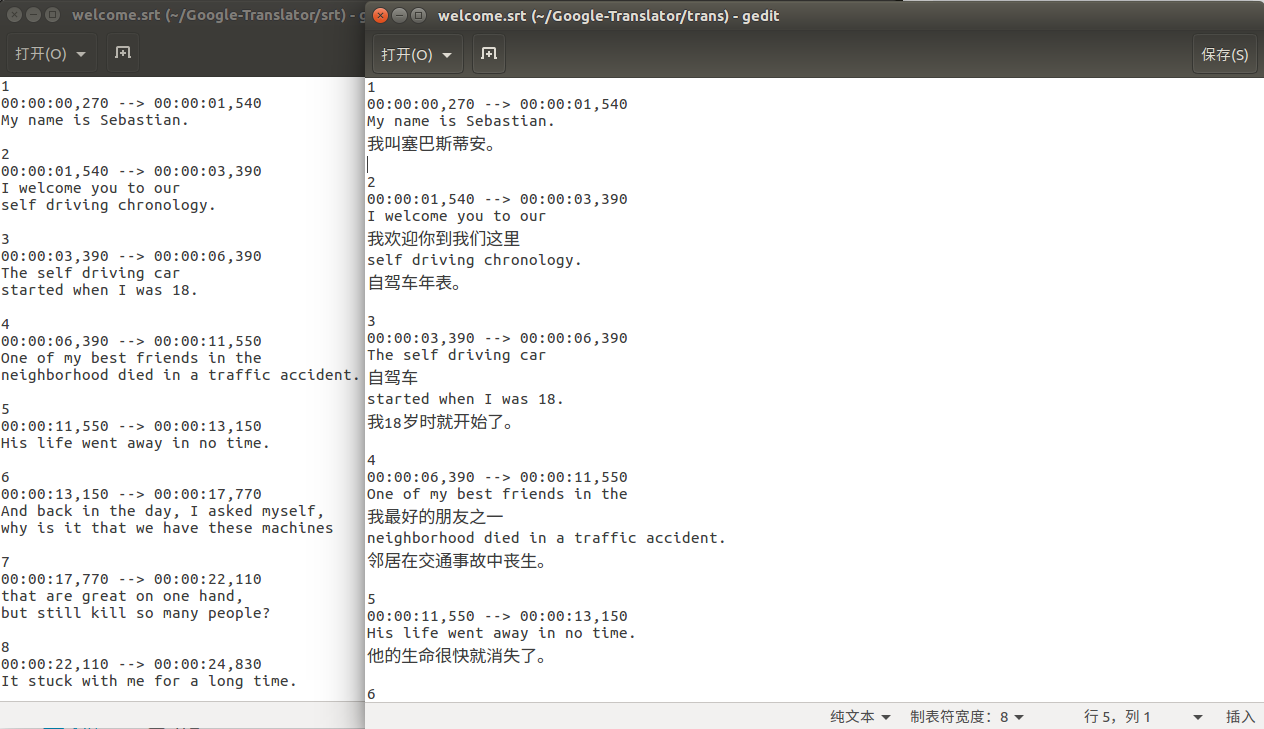 welcome.srt (~/Google-Translator/srt) - g
打开(O)
1
00:00:00,270 --> 00:00:01,540
My name is Sebastian.
2
00:00:01,540 --> 00:00:03,390
I welcome you to our
self driving chronology.
3
00:00:03,390 --> 00:00:06,390
The self driving car
started when I was 18.
4
00:00:06,390 --> 00:00:11,550
One of my best friends in the
neighborhood died in a traffic accident.
5
00:00:11,550 --> 00:00:13,150
His life went away in no time.
6
00:00:13,150 --> 00:00:17,770
And back in the day, I asked myself,
why is it that we have these machines
7
00:00:17,770 --> 00:00:22,110
that are great on one hand,
but still kill so many people?
8
00:00:22,110 --> 00:00:24,830
It stuck with me for a long time.
welcome.srt (~/Google-Translator/trans) - gedit
打开(O)
保存(S)
1
00:00:00,270 --> 00:00:01,540
My name is Sebastian.
我叫塞巴斯蒂安。
2
00:00:01,540 --> 00:00:03,390
I welcome you to our
我欢迎你到我们这里
self driving chronology.
自驾车年表。
3
00:00:03,390 --> 00:00:06,390
The self driving car
自驾车
started when I was 18.
我18岁时就开始了。
4
00:00:06,390 --> 00:00:11,550
One of my best friends in the
我最好的朋友之一
neighborhood died in a traffic accident.
邻居在交通事故中丧生。
5
00:00:11,550 --> 00:00:13,150
His life went away in no time.
他的生命很快就消失了。
6
纯文本 制表符宽度：8 行 5，列 1 插入